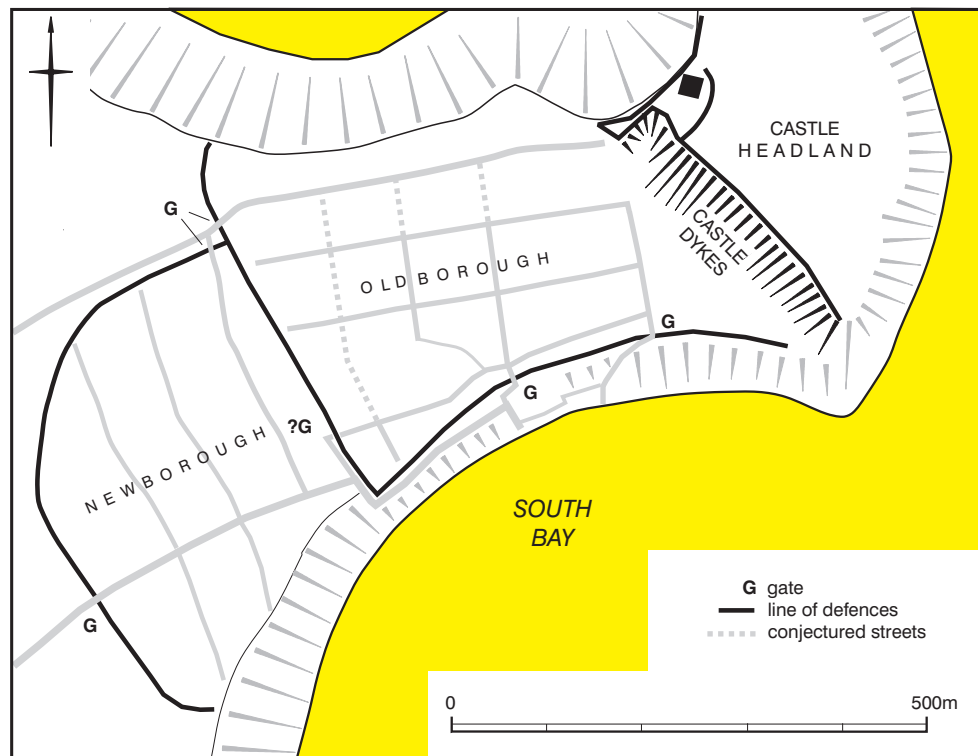 CASTLE
HEADLAND
G
CASTLE
DYKES
OLDBOROUGH
G
G
?G
NEWBOROUGH
SOUTH
BAY
G
G gate
line of defences
conjectured streets
0 500m